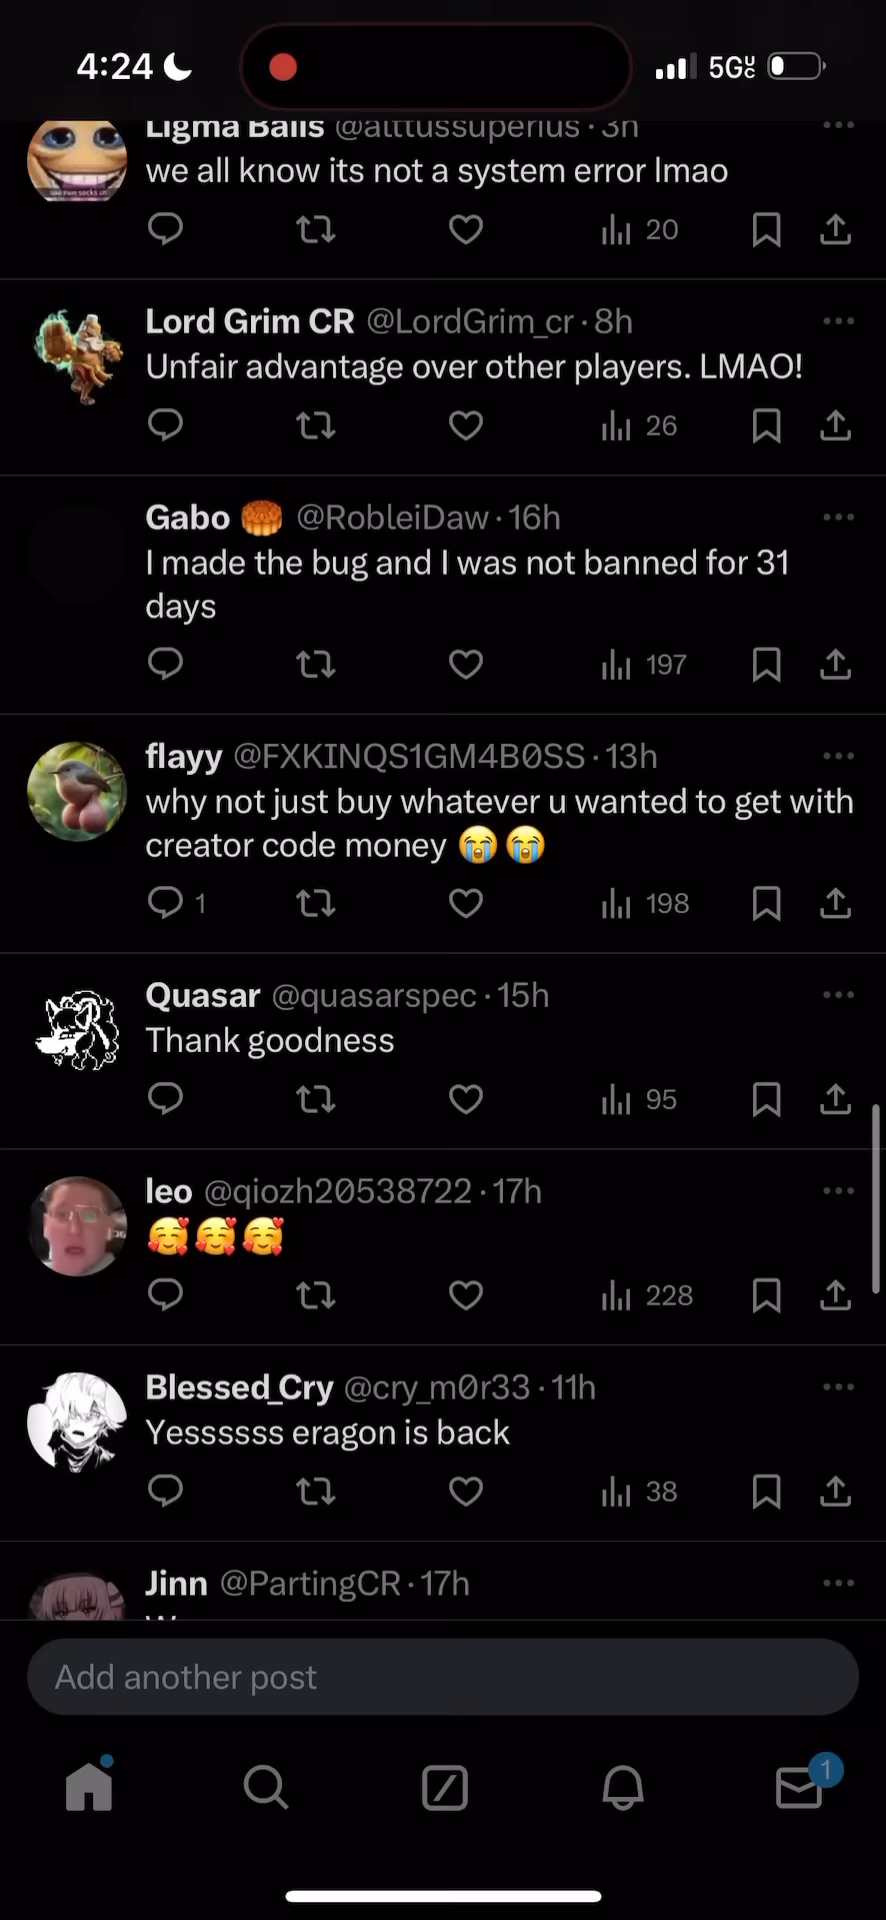 4:24
5G
Ligma Balls @atttussuperius · 3h
we all know its not a system error lmao
20
Lord Grim CR @LordGrim_cr · 8h
Unfair advantage over other players. LMAO!
26
Gabo 🥮 @RobleiDaw · 16h
I made the bug and I was not banned for 31
days
197
flayy @FXKINQS1GM4B0SS · 13h
why not just buy whatever u wanted to get with
creator code money 😭😭
1 198
Quasar @quasarspec · 15h
Thank goodness
95
leo @qiozh20538722 · 17h
🥰🥰🥰
228
Blessed_Cry @cry_m0r33 · 11h
Yessssss eragon is back
38
Jinn @PartingCR · 17h
Add another post
1